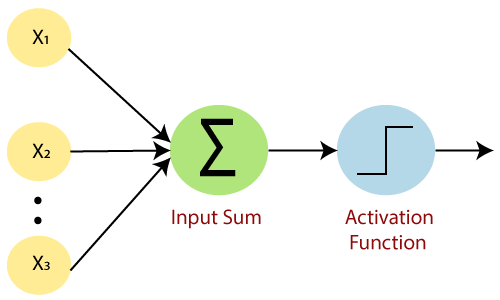 X₁
X₂
X₃
Σ
Input Sum
Activation
Function